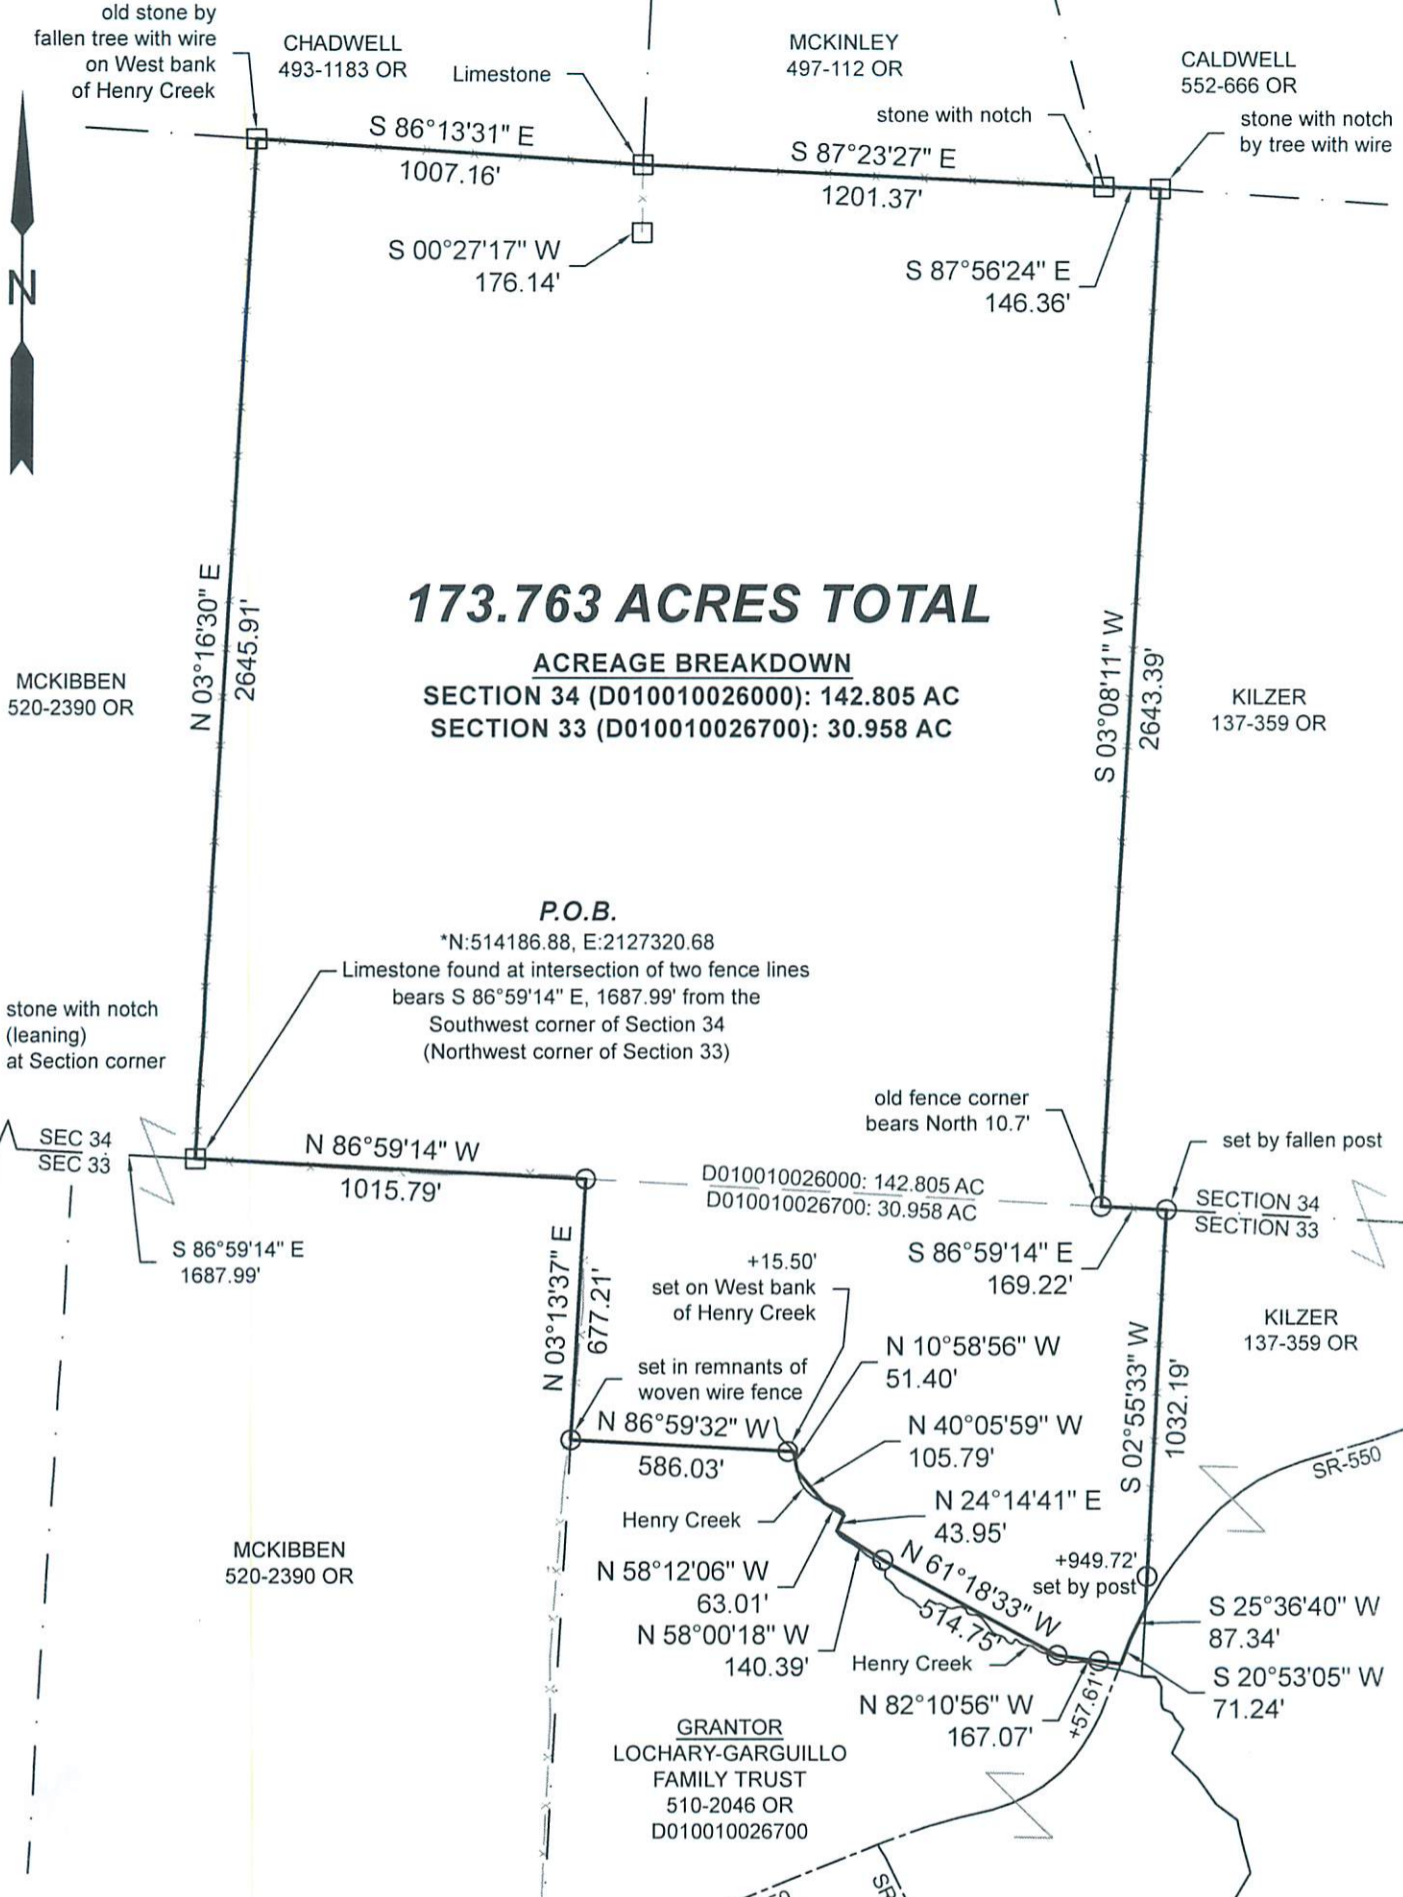 old stone by
fallen tree with wire
on West bank
of Henry Creek
CHADWELL
493-1183 OR
Limestone
MCKINLEY
497-112 OR
CALDWELL
552-666 OR
stone with notch
stone with notch
by tree with wire
S 86°13'31" E
1007.16'
S 87°23'27" E
1201.37'
S 00°27'17" W
176.14'
S 87°56'24" E
146.36'
N
N 03°16'30" E
2645.91'
173.763 ACRES TOTAL
ACREAGE BREAKDOWN
SECTION 34 (D010010026000): 142.805 AC
SECTION 33 (D010010026700): 30.958 AC
S 03°08'11" W
2643.39'
MCKIBBEN
520-2390 OR
KILZER
137-359 OR
P.O.B.
*N:514186.88, E:2127320.68
Limestone found at intersection of two fence lines
bears S 86°59'14" E, 1687.99' from the
Southwest corner of Section 34
(Northwest corner of Section 33)
stone with notch
(leaning)
at Section corner
old fence corner
bears North 10.7'
set by fallen post
SEC 34
SEC 33
N 86°59'14" W
1015.79'
D010010026000: 142.805 AC
D010010026700: 30.958 AC
SECTION 34
SECTION 33
S 86°59'14" E
1687.99'
S 86°59'14" E
169.22'
N 03°13'37" E
677.21'
+15.50'
set on West bank
of Henry Creek
KILZER
137-359 OR
N 10°58'56" W
51.40'
set in remnants of
woven wire fence
S 02°55'33" W
1032.19'
N 86°59'32" W
586.03'
N 40°05'59" W
105.79'
SR-550
Henry Creek
N 24°14'41" E
43.95'
MCKIBBEN
520-2390 OR
N 58°12'06" W
63.01'
N 61°18'33" W
514.75'
+949.72'
set by post
S 25°36'40" W
87.34'
N 58°00'18" W
140.39'
Henry Creek
S 20°53'05" W
71.24'
N 82°10'56" W
167.07'
+57.61'
GRANTOR
LOCHARY-GARGUILLO
FAMILY TRUST
510-2046 OR
D010010026700